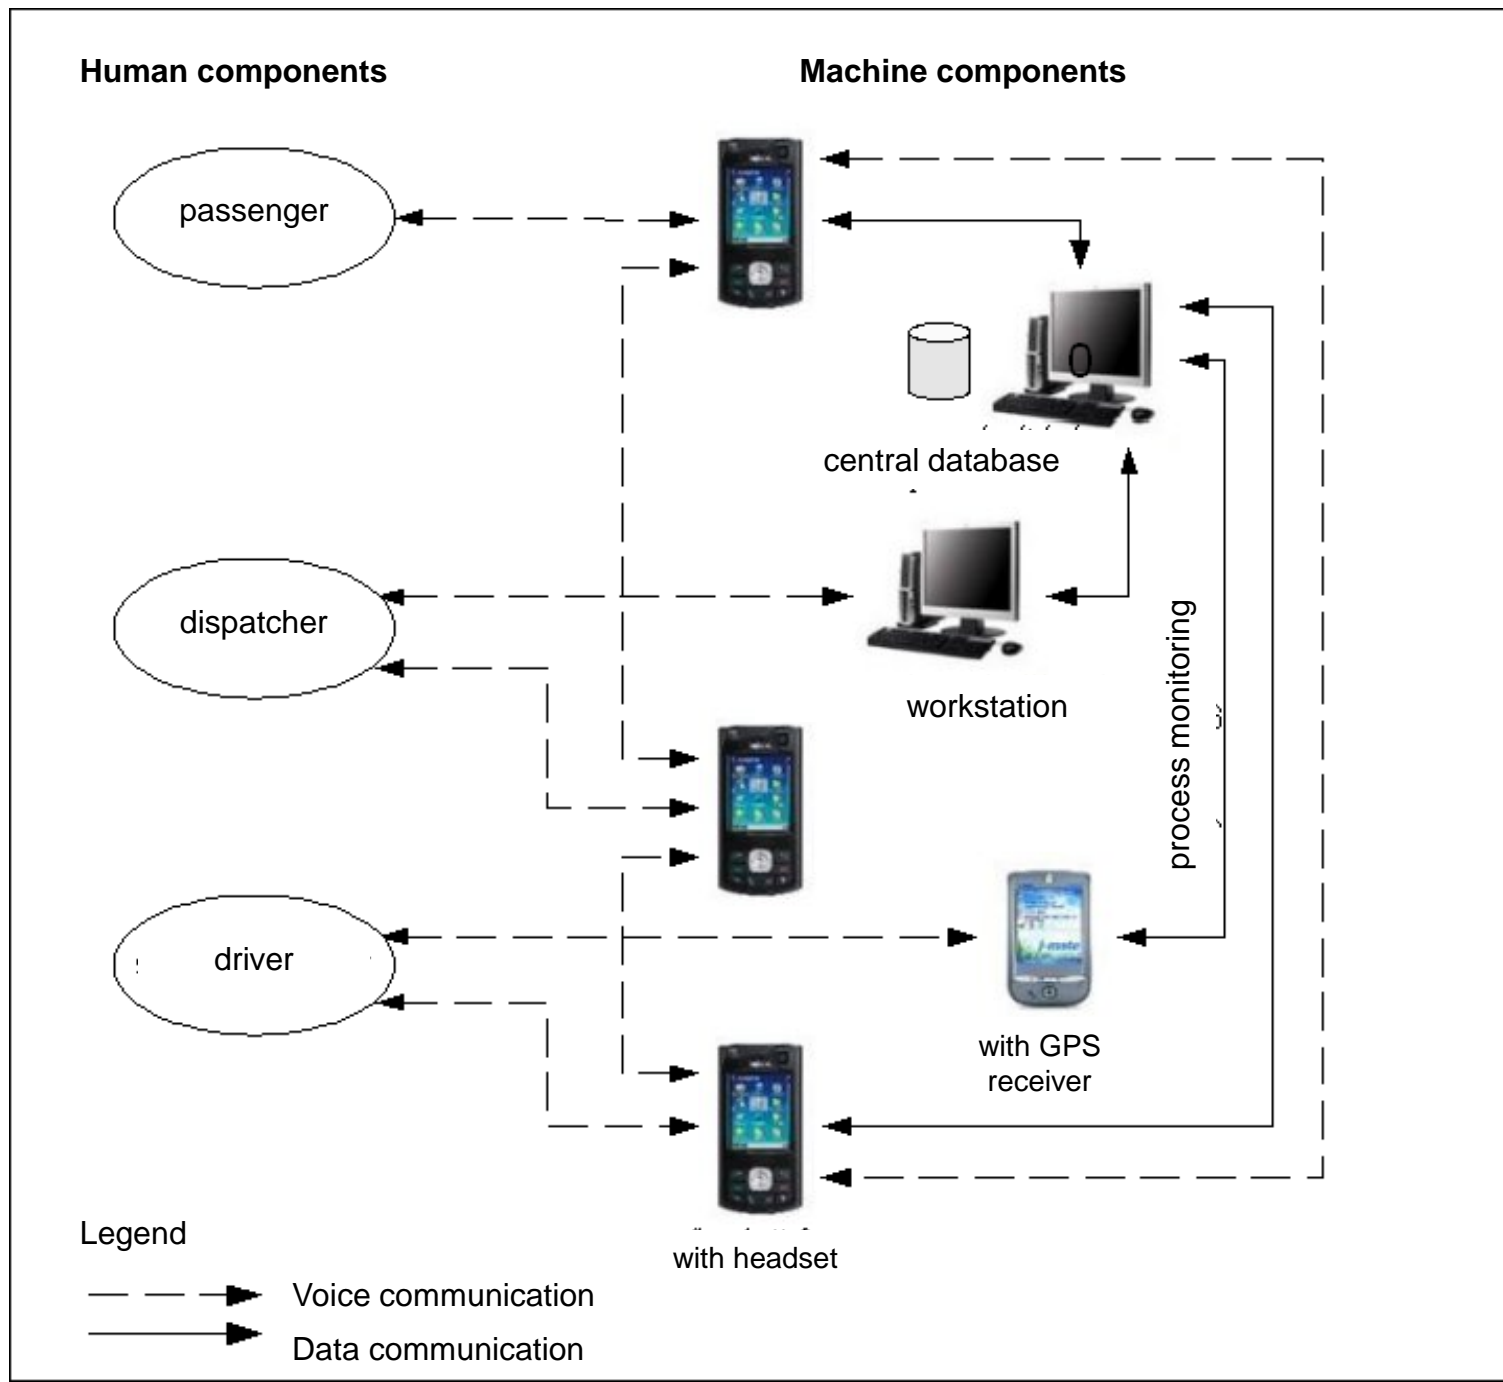 Human components
Machine components
passenger
central database
dispatcher
workstation
process monitoring
driver
with GPS
receiver
with headset
Legend
Voice communication
Data communication